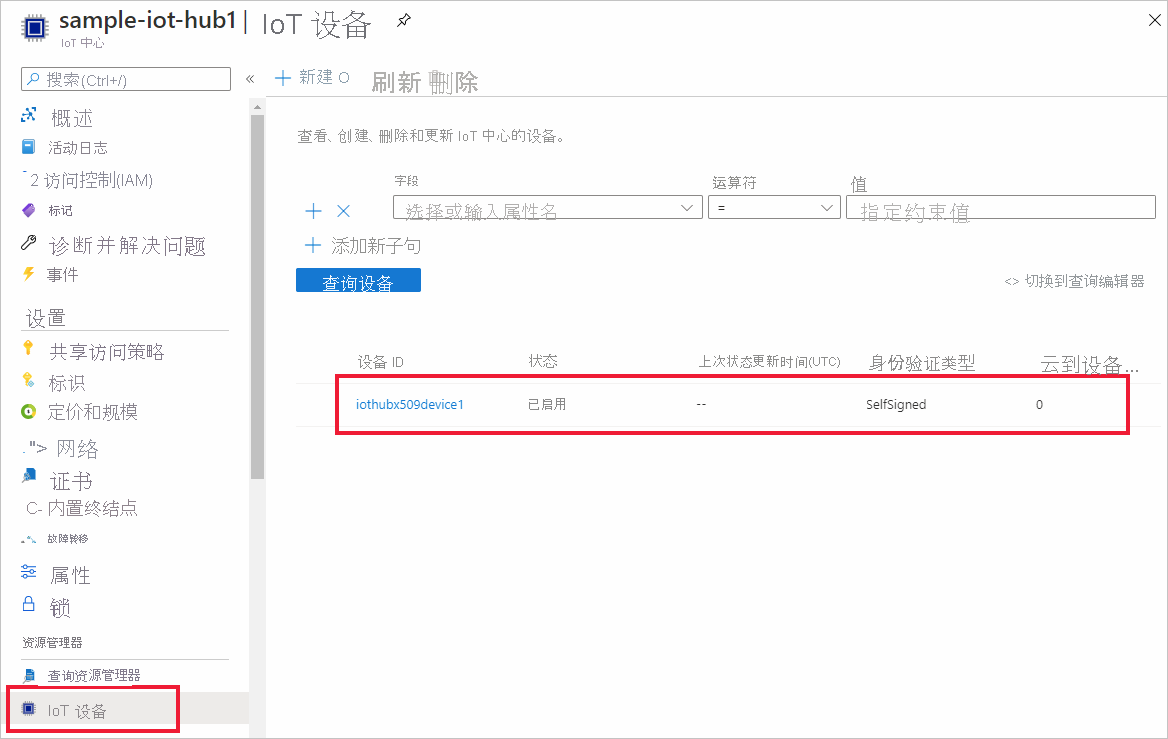 sample-iot-hub1 | IoT 设备
IoT 中心
搜索(Ctrl+/)
«
概述
活动日志
2 访问控制(IAM)
标记
诊断并解决问题
事件
设置
共享访问策略
标识
定价和规模
."> 网络
证书
C- 内置终结点
故障转移
属性
锁
资源管理器
查询资源管理器
IoT 设备
+ 新建 O 刷新 删除
查看、创建、删除和更新 IoT 中心的设备。
字段 运算符 值
选择或输入属性名 = 指定约束值
+ 添加新子句
查询设备 <> 切换到查询编辑器
设备 ID 状态 上次状态更新时间(UTC) 身份验证类型 云到设备...
iothubx509device1 已启用 -- SelfSigned 0